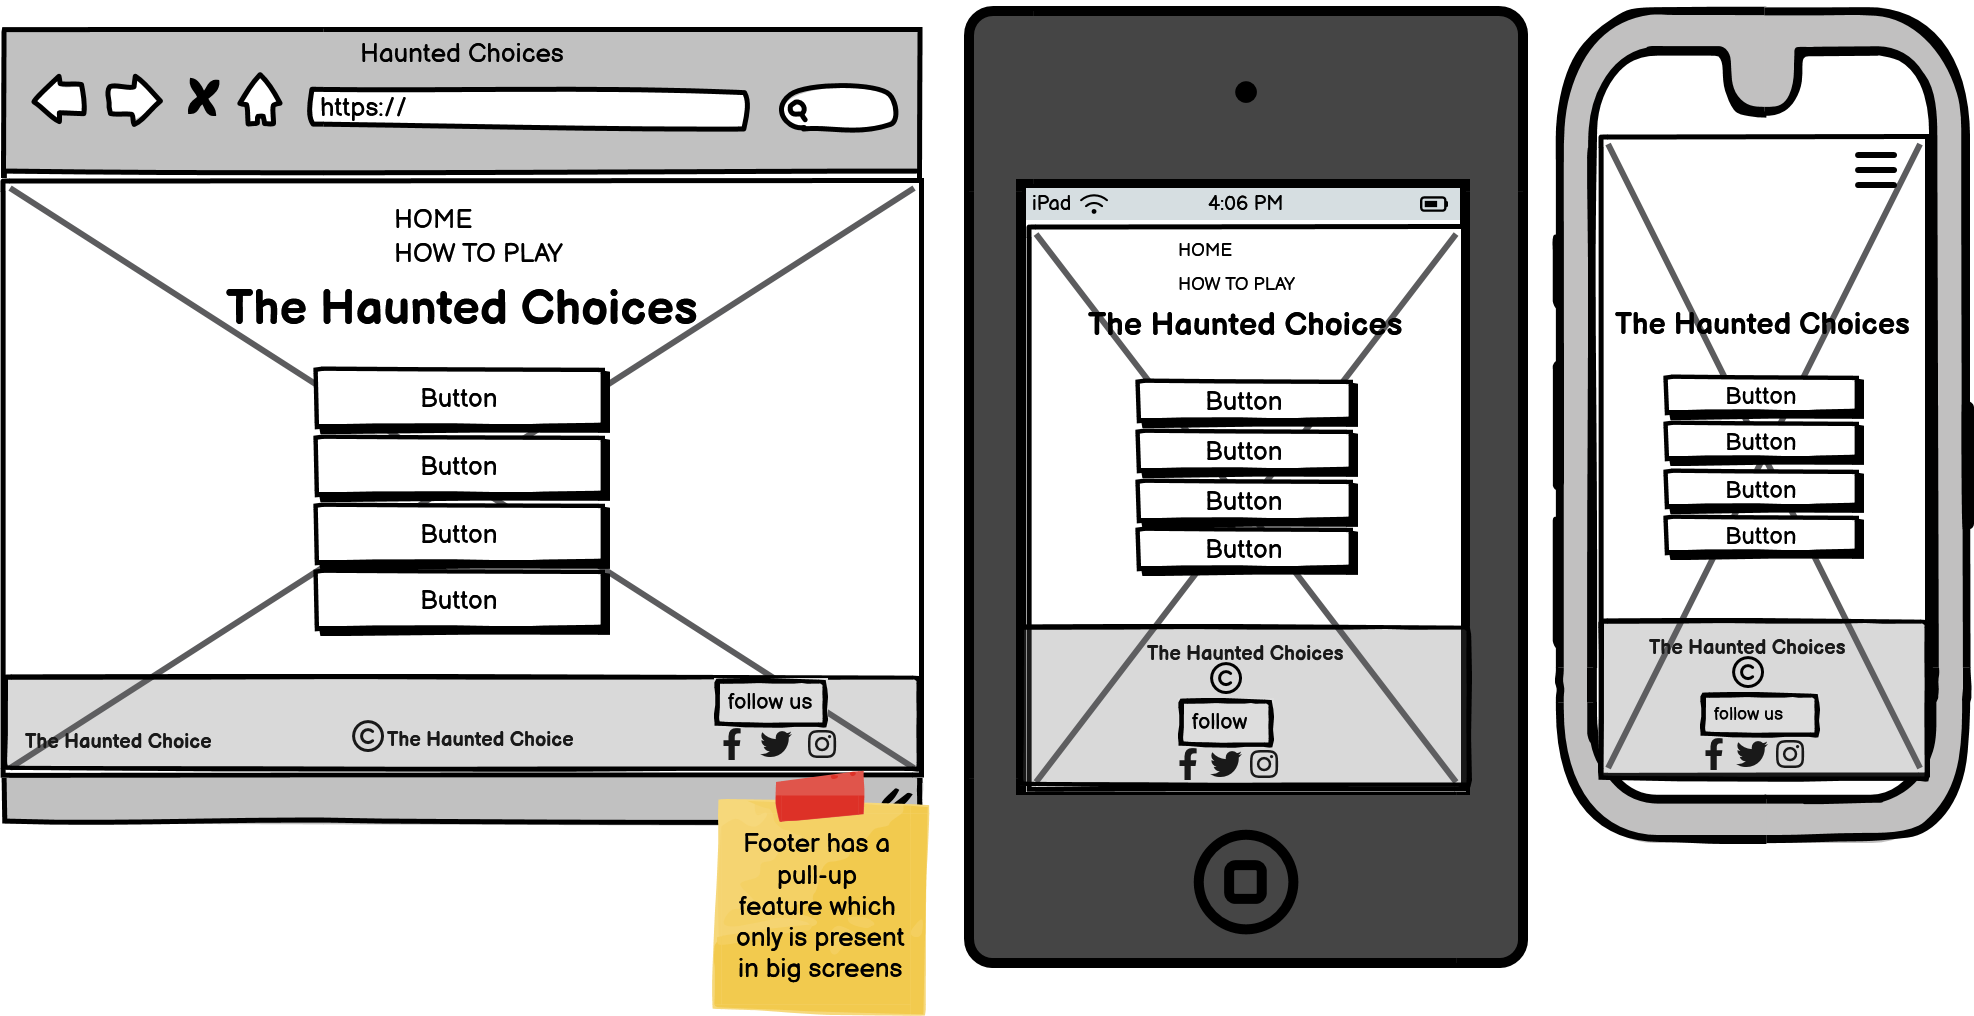 Haunted Choices
https://
HOME
HOW TO PLAY
The Haunted Choices
Button
Button
Button
Button
follow us
The Haunted Choice
© The Haunted Choice
Footer has a
pull-up
feature which
only is present
in big screens
iPad
4:06 PM
HOME
HOW TO PLAY
The Haunted Choices
Button
Button
Button
Button
The Haunted Choices
©
follow
The Haunted Choices
Button
Button
Button
Button
The Haunted Choices
©
follow us